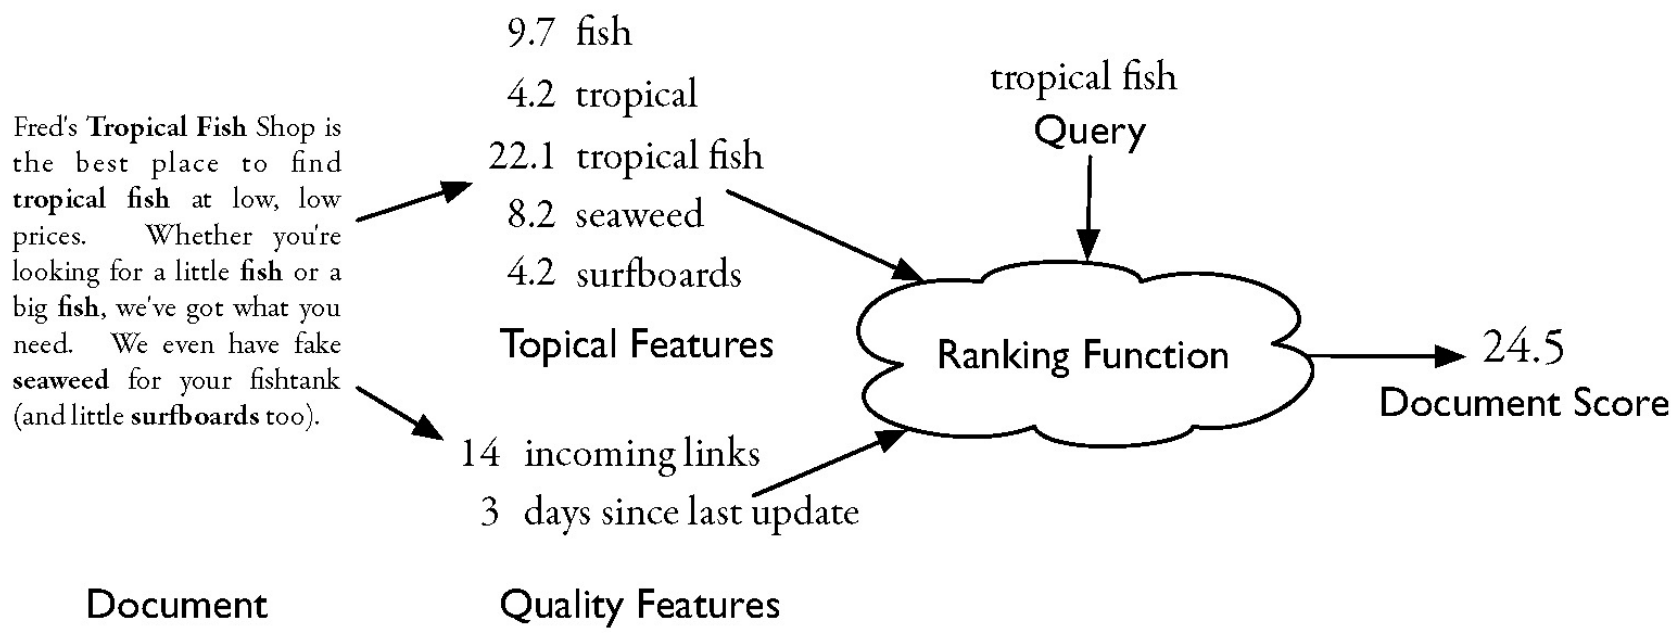 Fred's Tropical Fish Shop is
the best place to find
tropical fish at low, low
prices. Whether you're
looking for a little fish or a
big fish, we've got what you
need. We even have fake
seaweed for your fishtank
(and little surfboards too).
Document
9.7 fish
4.2 tropical
22.1 tropical fish
8.2 seaweed
4.2 surfboards
Topical Features
14 incoming links
3 days since last update
Quality Features
tropical fish
Query
Ranking Function
24.5
Document Score